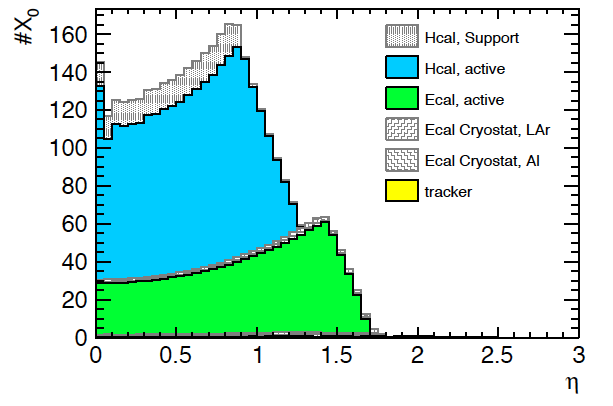 #X0
160
140
120
100
80
60
40
20
0
Hcal, Support
Hcal, active
Ecal, active
Ecal Cryostat, LAr
Ecal Cryostat, Al
tracker
0 0.5 1 1.5 2 2.5 3
η